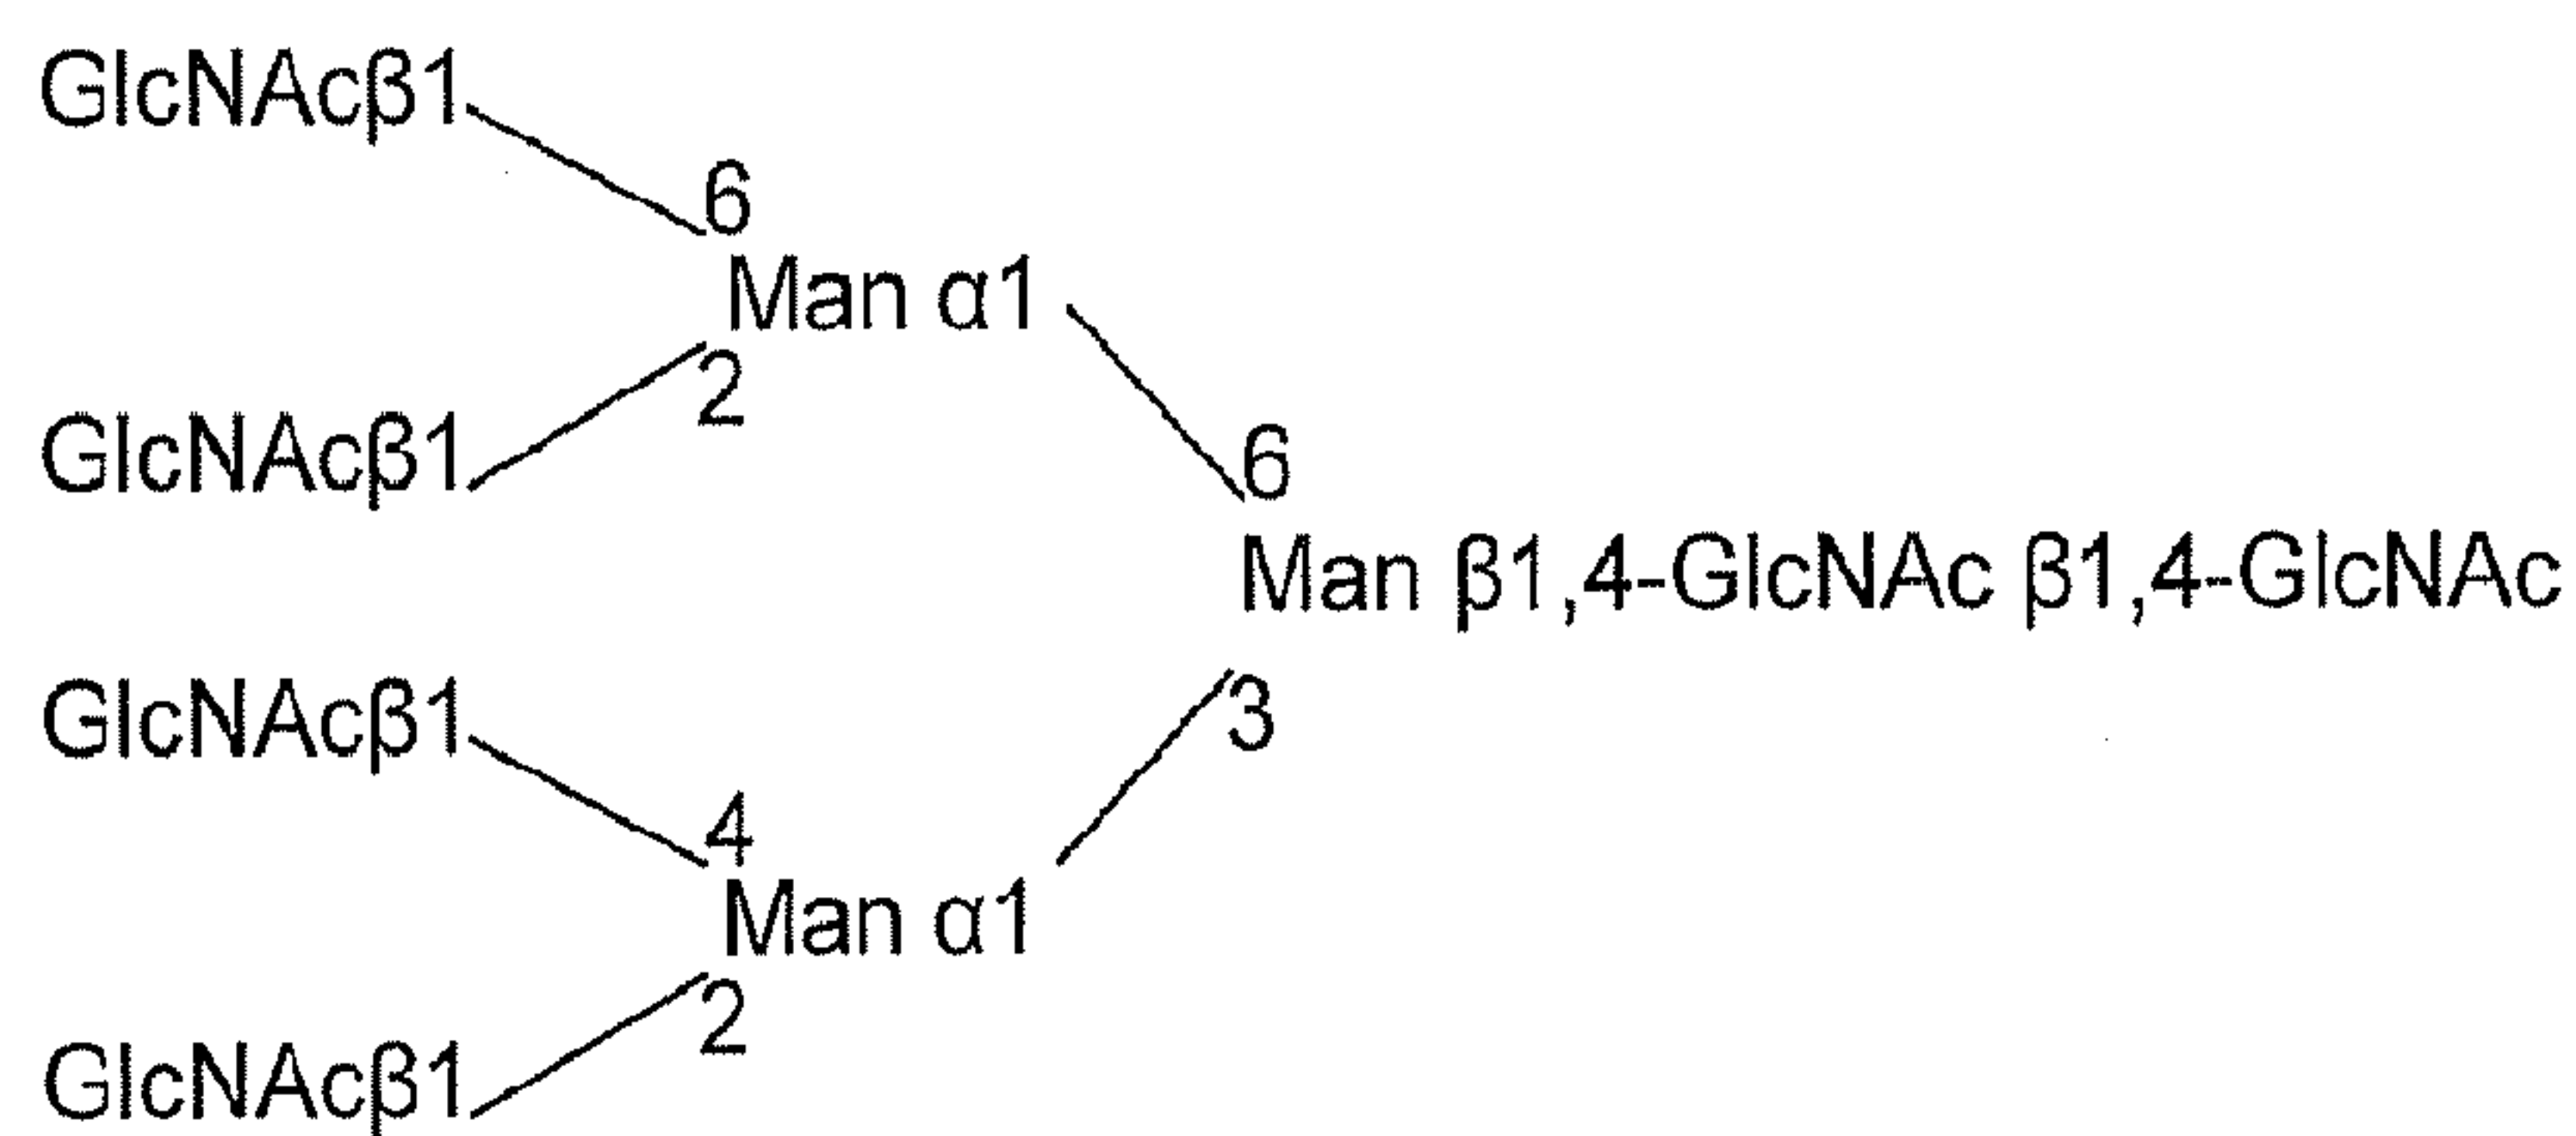 GlcNAcβ1
6
Man α1
2
GlcNAcβ1
6
Man β1,4-GlcNAc β1,4-GlcNAc
3
GlcNAcβ1
4
Man α1
2
GlcNAcβ1